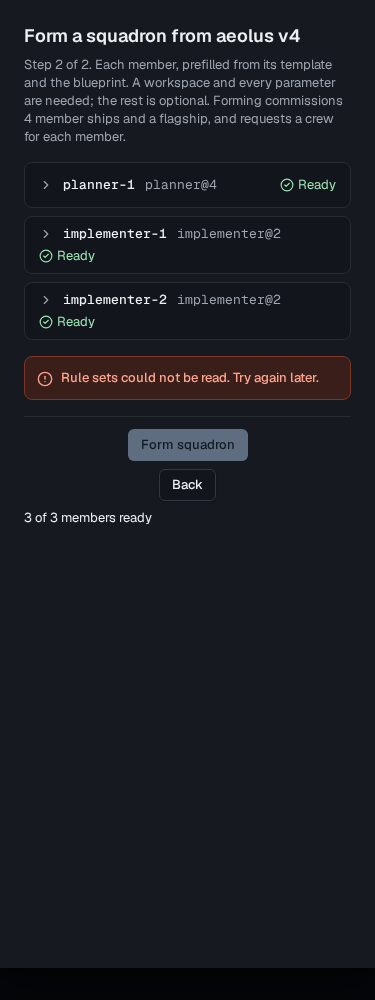 Form a squadron from aeolus v4
Step 2 of 2. Each member, prefilled from its template
and the blueprint. A workspace and every parameter
are needed; the rest is optional. Forming commissions
4 member ships and a flagship, and requests a crew
for each member.
planner-1 planner@4 Ready
implementer-1 implementer@2
Ready
implementer-2 implementer@2
Ready
Rule sets could not be read. Try again later.
Form squadron
Back
3 of 3 members ready